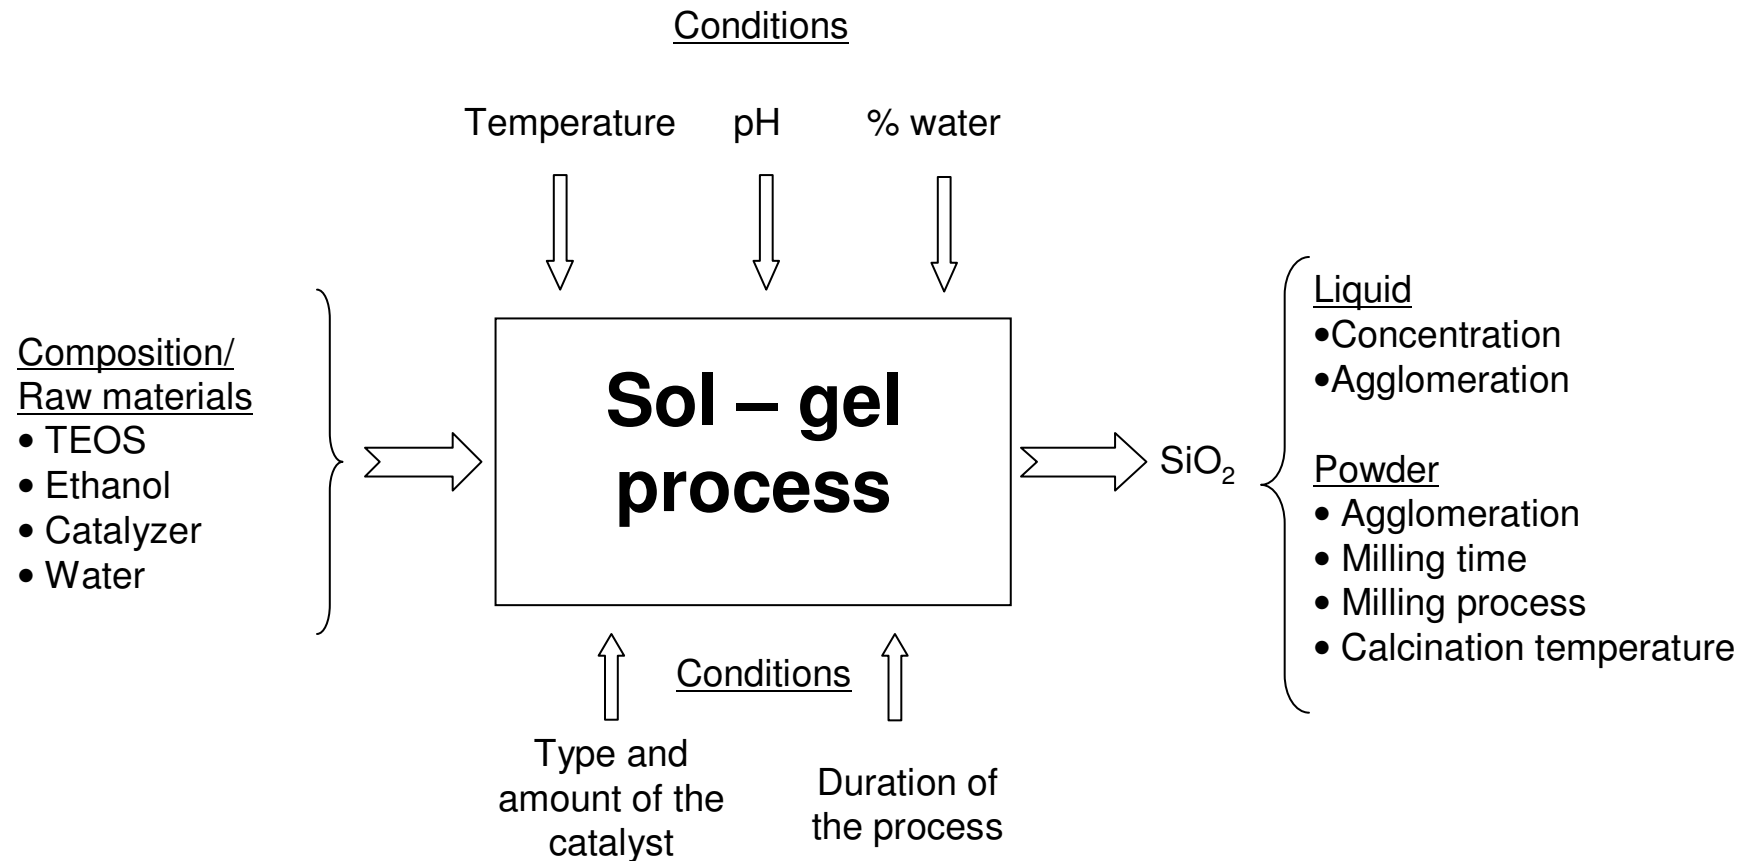 Conditions
Temperature pH % water
Composition/
Raw materials
• TEOS
• Ethanol
• Catalyzer
• Water
Sol – gel
process
SiO₂
Liquid
•Concentration
•Agglomeration
Powder
• Agglomeration
• Milling time
• Milling process
• Calcination temperature
Conditions
Type and
amount of the
catalyst
Duration of
the process